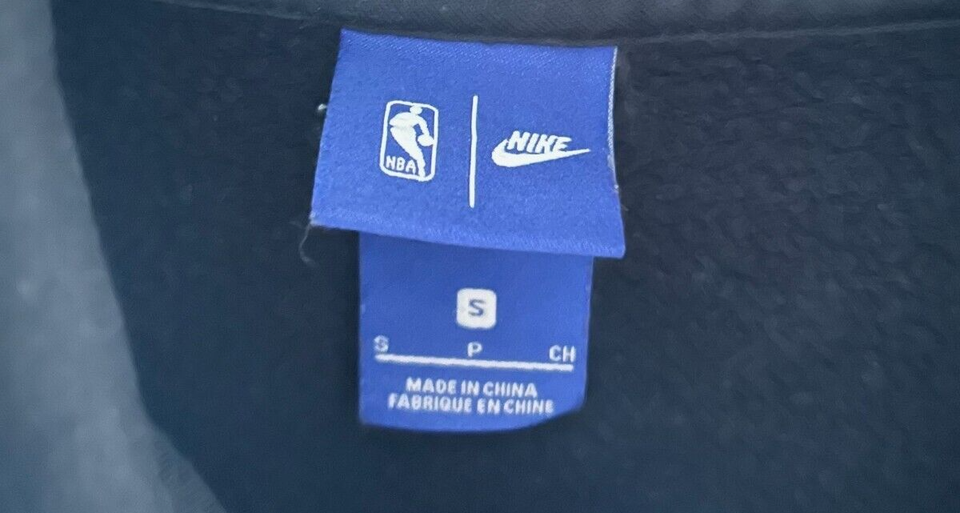 NBA NIKE
S
S P CH
MADE IN CHINA
FABRIQUE EN CHINE